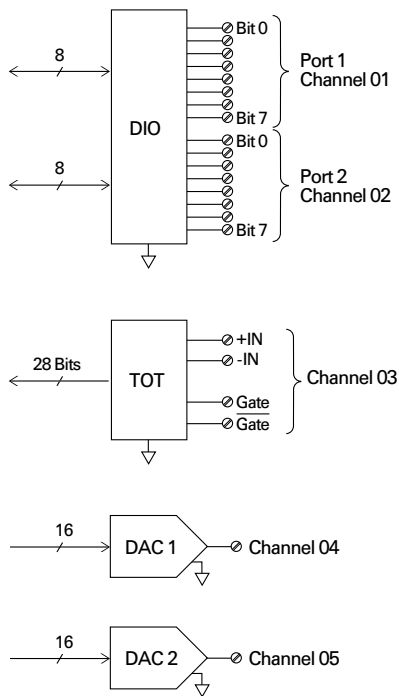 8
Bit 0
Port 1
Channel 01
DIO
Bit 7
Bit 0
8
Port 2
Channel 02
Bit 7
28 Bits
TOT
+IN
-IN
Channel 03
Gate
Gate
16
DAC 1
Channel 04
16
DAC 2
Channel 05